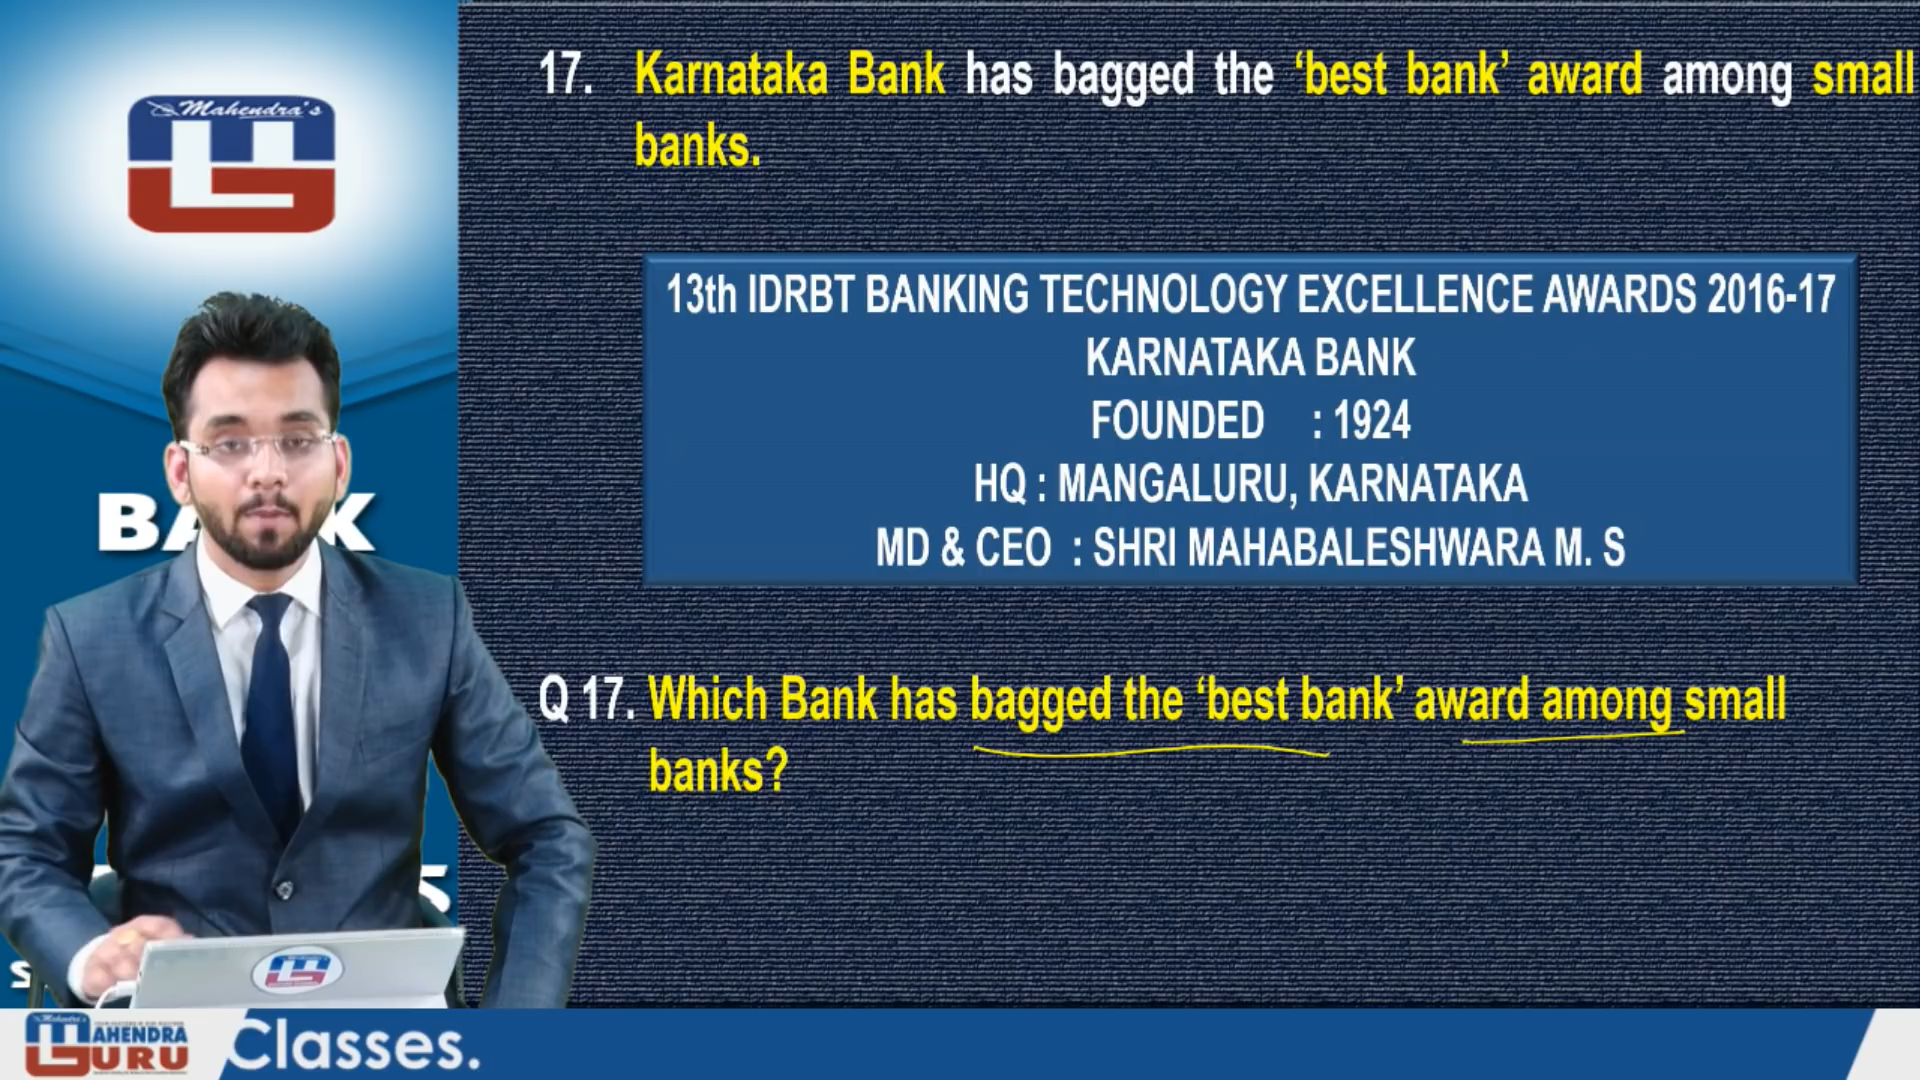 Mahendra's
17. Karnataka Bank has bagged the ‘best bank’ award among small
banks.
13th IDRBT BANKING TECHNOLOGY EXCELLENCE AWARDS 2016-17
KARNATAKA BANK
FOUNDED : 1924
HQ : MANGALURU, KARNATAKA
MD & CEO : SHRI MAHABALESHWARA M. S
Q 17. Which Bank has bagged the ‘best bank’ award among small
banks?
MAHENDRA
GURU
Classes.